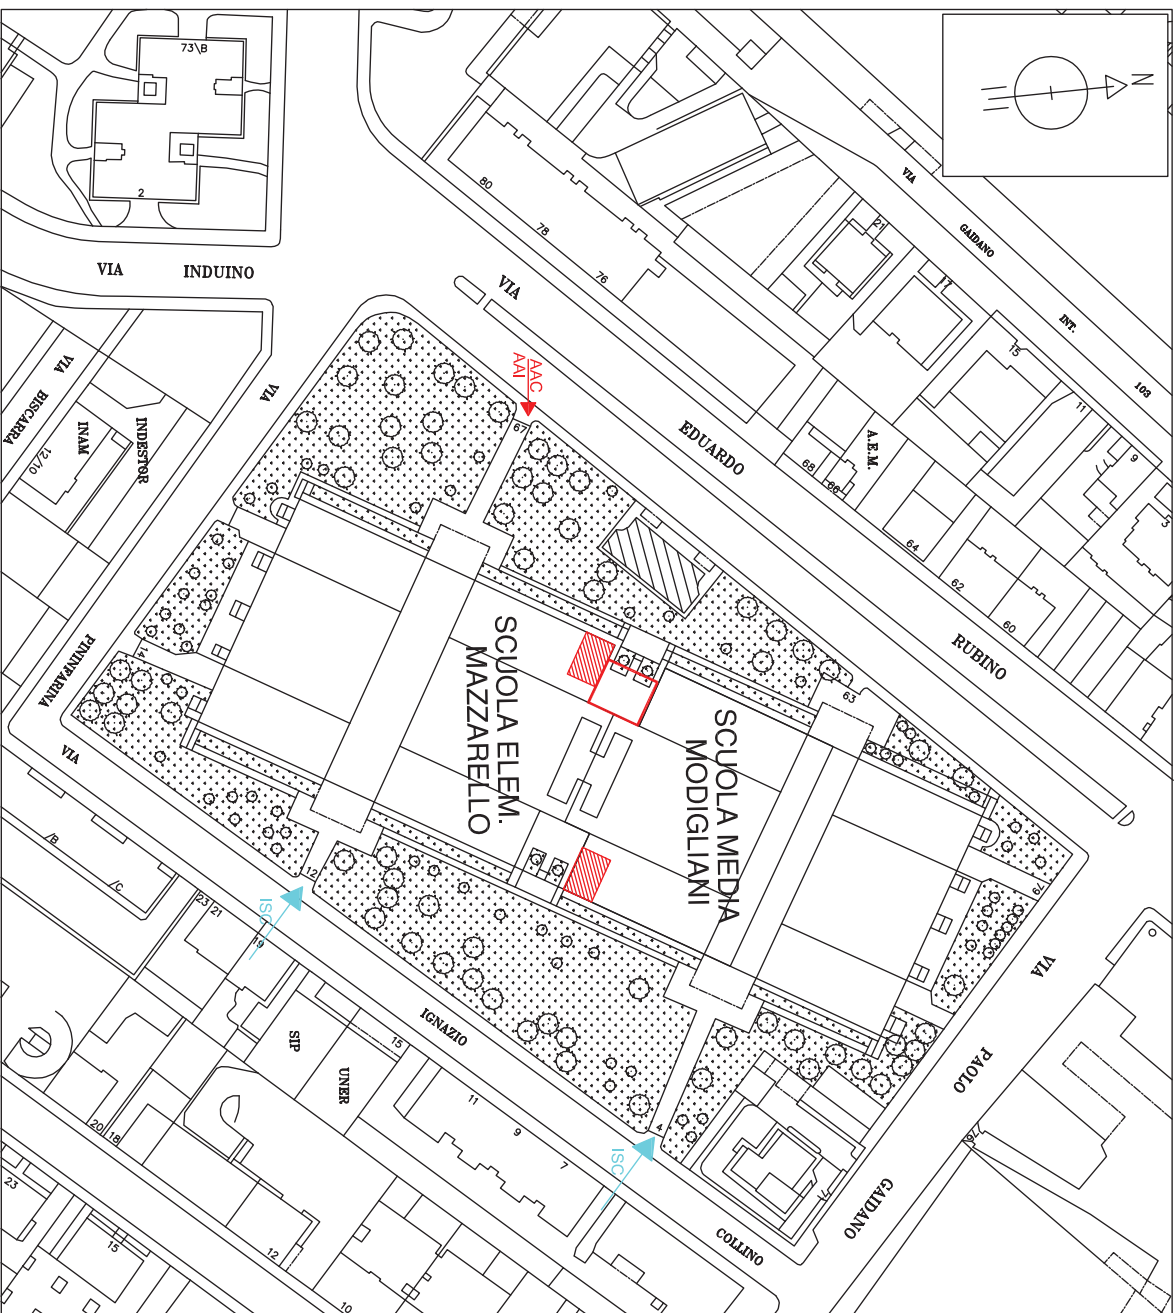 N
73\B
2
VIA INDUINO
80
78
76
VIA
VIA
GAIDANO
INT.
103
21
17
15
11
9
3
A.E.M.
68
66
64
62
60
EDUARDO
RUBINO
VIA
BISCARRA
INAM
12/10
INDESTOR
VIA
AAC
AAI
67
14
PININFARINA
VIA
SCUOLA ELEM.
MAZZARELLO
SCUOLA MEDIA
MODIGLIANI
63
79
VIA
PAOLO
GAIDANO
76
/B
/C
12
ISC
23
21
19
SIP
UNER
15
IGNAZIO
11
9
7
4
ISC
COLLINO
20
18
23
15
12
10